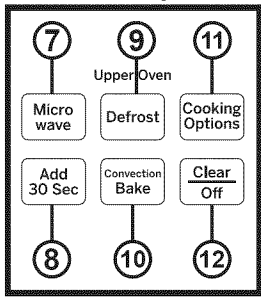 7 9 11
Upper Oven
Micro
wave
Defrost
Cooking
Options
Add
30 Sec
Convection
Bake
Clear
Off
8 10 12